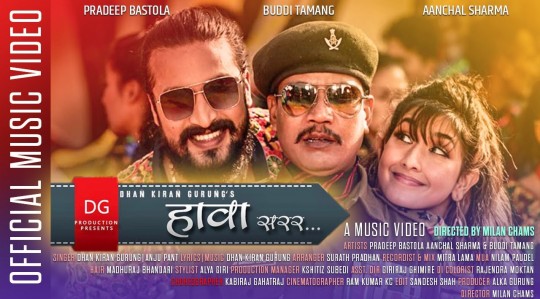 OFFICIAL MUSIC VIDEO
PRADEEP BASTOLA
BUDDI TAMANG
AANCHAL SHARMA
DHAN KIRAN GURUNG'S
DG
PRODUCTION
PRESENTS
हावा सरर...
A MUSIC VIDEO DIRECTED BY MILAN CHAMS
ARTISTS PRADEEP BASTOLA AANCHAL SHARMA & BUDDI TAMANG
SINGER DHAN KIRAN GURUNG|ANJU PANT LYRICS|MUSIC DHAN KIRAN GURUNG ARRANGER SURATH PRADHAN RECORDIST & MIX MITRA LAMA MUA NILAM PAUDEL
HAIR MADHURAJ BHANDARI STYLIST ALYA GIRI PRODUCTION MANAGER KSHITIZ SUBEDI ASST. DIR GIRIRAJ GHIMIRE DI COLORIST RAJENDRA MOKTAN
KABIRAJ GAHATRAJ CINEMATOGRAPHER RAM KUMAR KC EDIT SANDESH SHAH PRODUCER ALKA GURUNG
DIRECTOR MILAN CHAMS